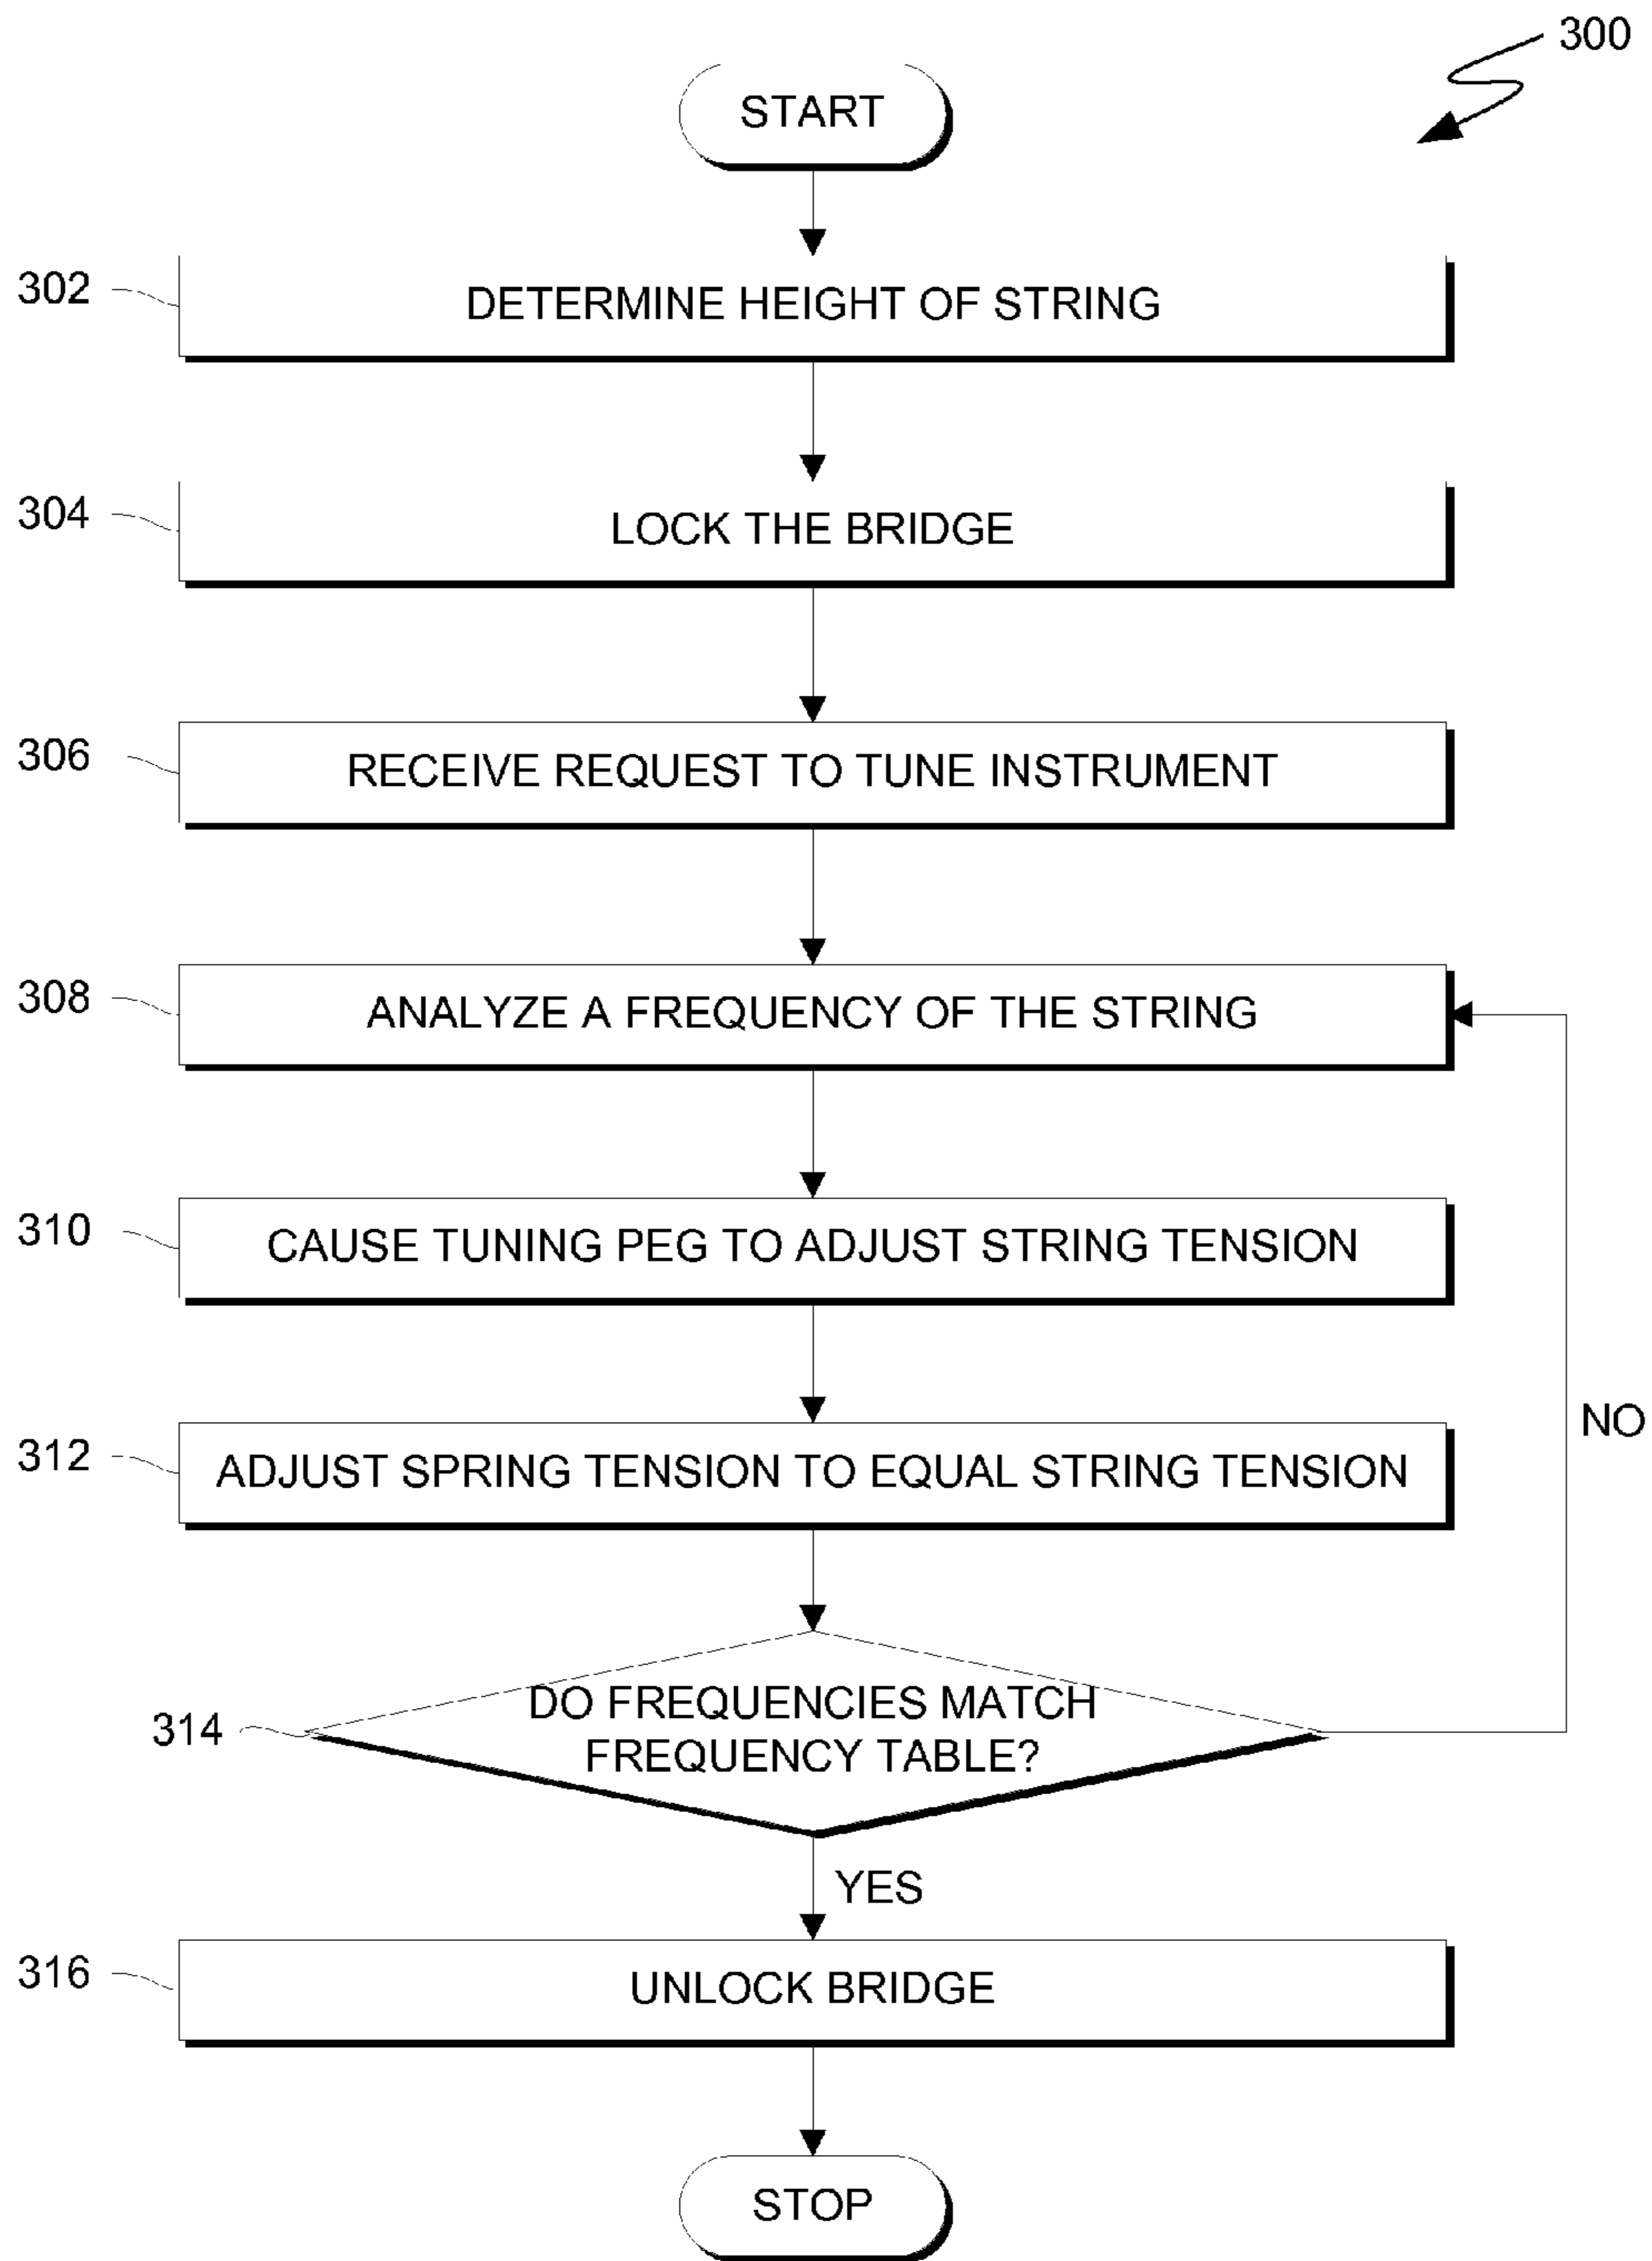 300
START
302
DETERMINE HEIGHT OF STRING
304
LOCK THE BRIDGE
306
RECEIVE REQUEST TO TUNE INSTRUMENT
308
ANALYZE A FREQUENCY OF THE STRING
310
CAUSE TUNING PEG TO ADJUST STRING TENSION
312
ADJUST SPRING TENSION TO EQUAL STRING TENSION
NO
314
DO FREQUENCIES MATCH
FREQUENCY TABLE?
YES
316
UNLOCK BRIDGE
STOP